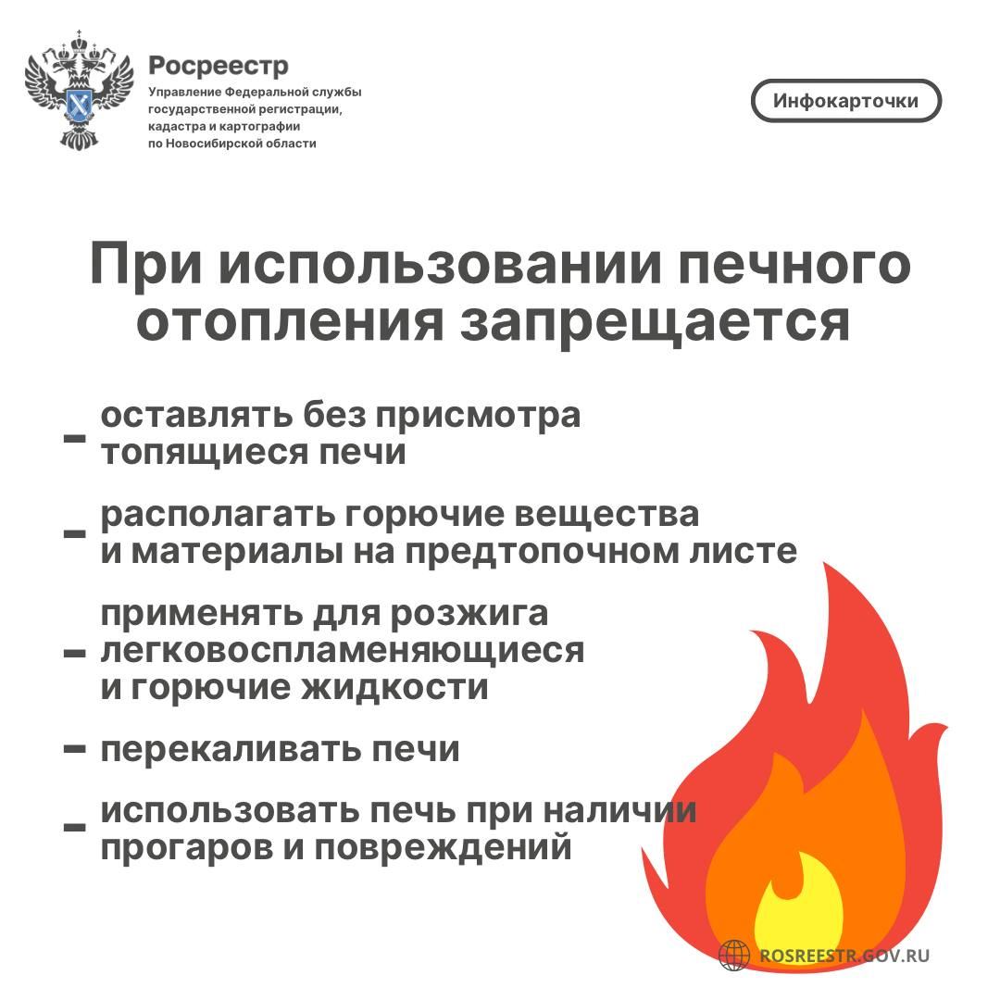 Росреестр
Управление Федеральной службы
государственной регистрации,
кадастра и картографии
по Новосибирской области
Инфокарточки
При использовании печного
отопления запрещается
- оставлять без присмотра
топящиеся печи
- располагать горючие вещества
и материалы на предтопочном листе
- применять для розжига
легковоспламеняющиеся
и горючие жидкости
- перекаливать печи
- использовать печь при наличии
прогаров и повреждений
ROSREESTR.GOV.RU